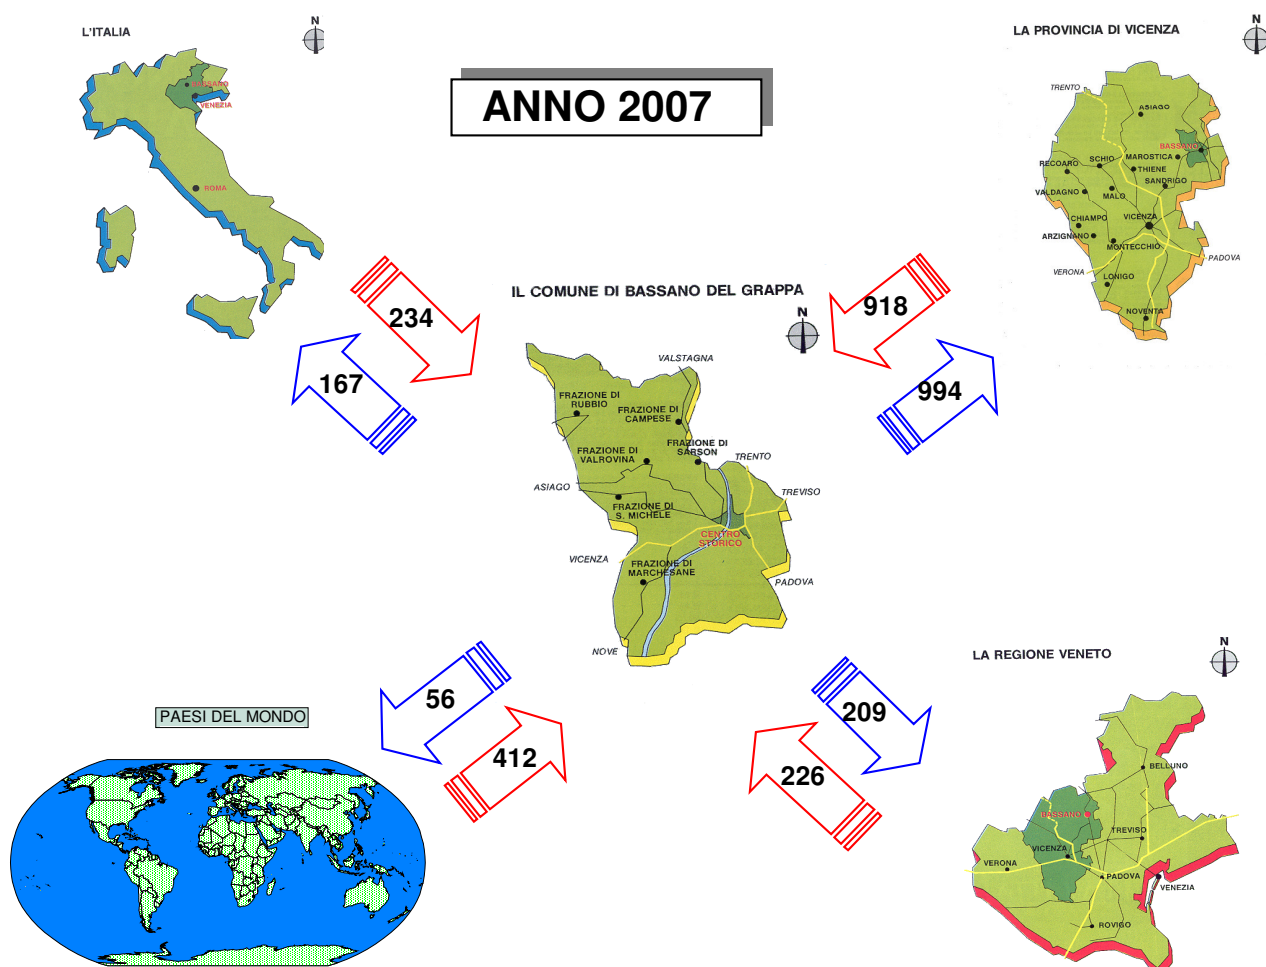 L'ITALIA
N
BASSANO
VENEZIA
ROMA
ANNO 2007
LA PROVINCIA DI VICENZA
N
TRENTO
ASIAGO
BASSANO
MAROSTICA
SCHIO
RECOARO
THIENE
SANDRIGO
VALDAGNO
MALO
CHIAMPO
VICENZA
ARZIGNANO
MONTECCHIO
PADOVA
VERONA
LONIGO
NOVENTA
234
167
918
994
IL COMUNE DI BASSANO DEL GRAPPA
N
VALSTAGNA
FRAZIONE DI
RUBBIO
FRAZIONE DI
CAMPESE
FRAZIONE DI
SARSON
FRAZIONE DI
VALROVINA
TRENTO
ASIAGO
TREVISO
FRAZIONE DI
S. MICHELE
CENTRO
STORICO
VICENZA
FRAZIONE DI
MARCHESANE
PADOVA
NOVE
56
412
209
226
PAESI DEL MONDO
LA REGIONE VENETO
N
BELLUNO
BASSANO
TREVISO
VICENZA
VERONA
PADOVA
VENEZIA
ROVIGO